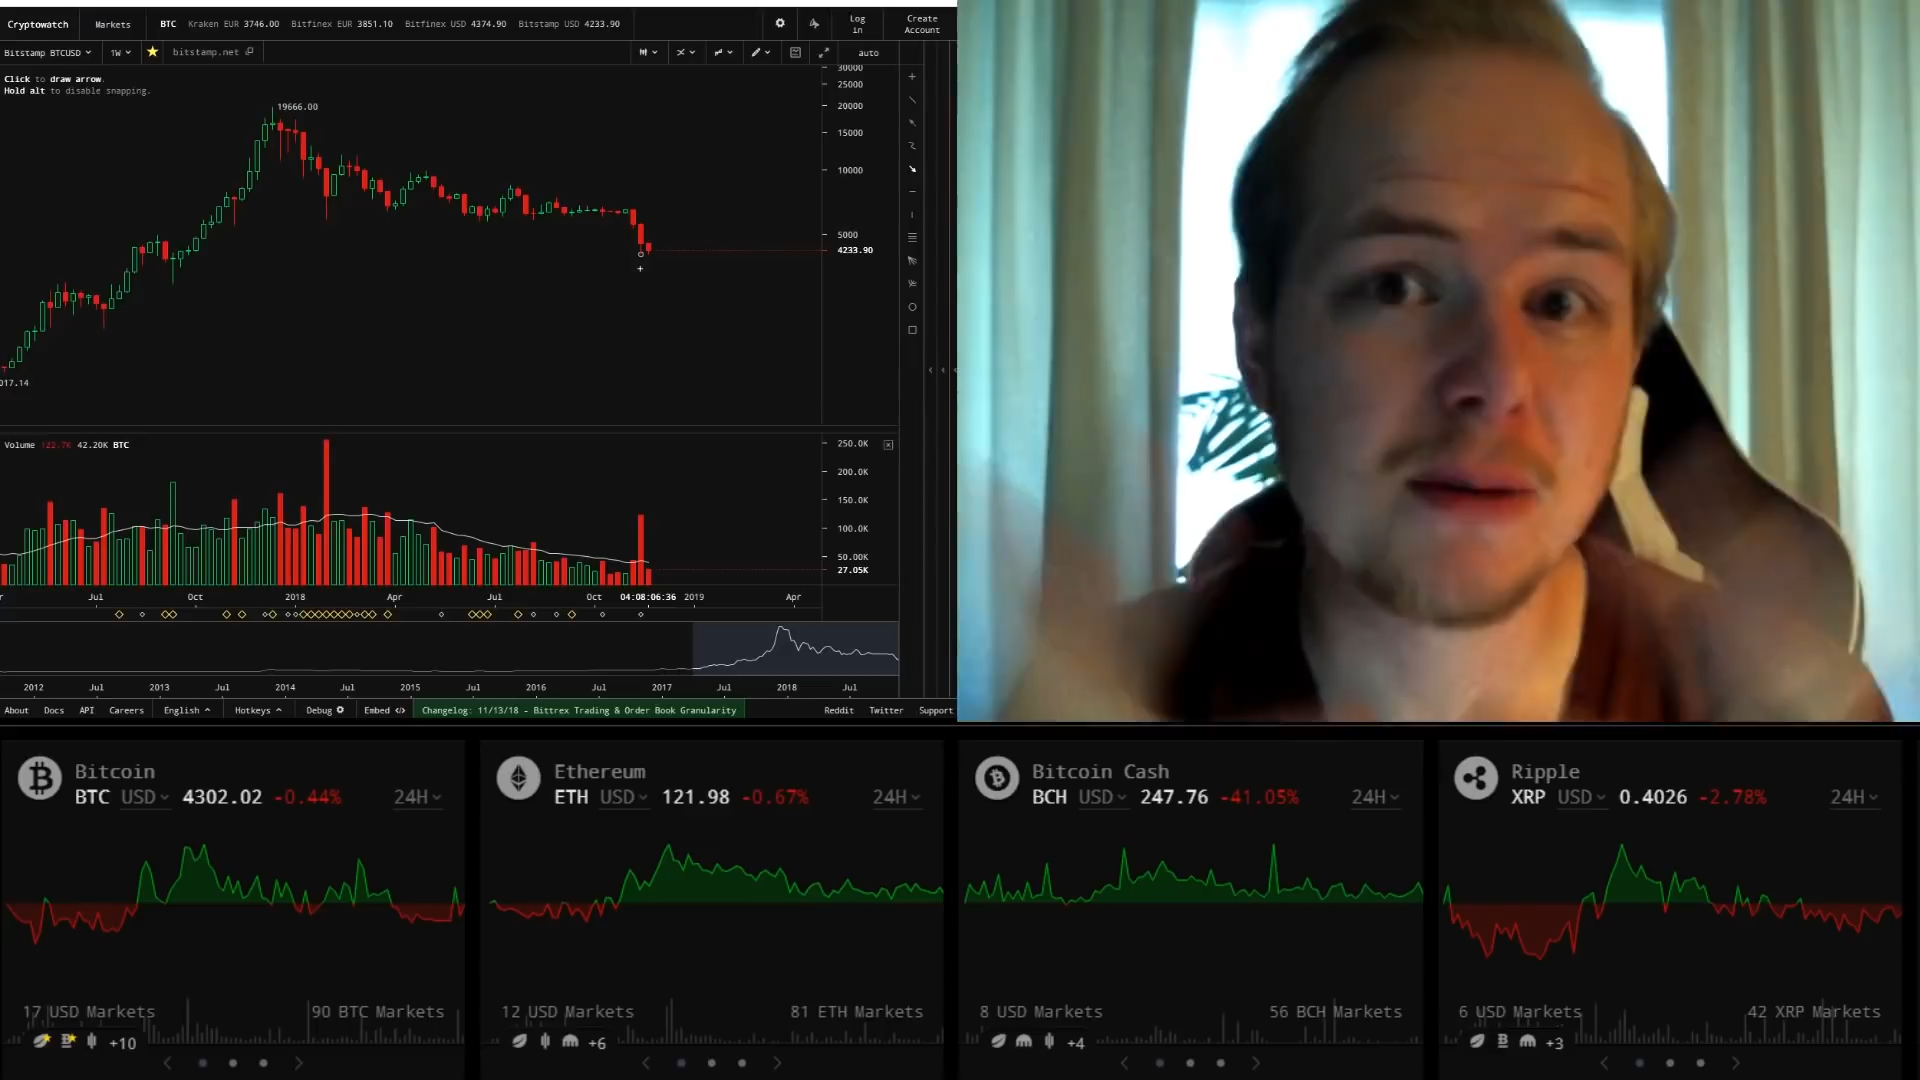 Cryptowatch Markets BTC Kraken EUR 3746.00 Bitfinex EUR 3851.10 Bitfinex USD 4374.90 Bitstamp USD 4233.90 Log in Create Account
Bitstamp BTCUSD 1W bitstamp.net auto
Click to draw arrow.
Hold alt to disable snapping.
30000
25000
19666.00 20000
15000
10000
5000
4233.90
017.14
Volume 122.7K 42.20K BTC
250.0K
200.0K
150.0K
100.0K
50.00K
27.05K
r Jul Oct 2018 Apr Jul Oct 04:08:06:36 2019 Apr
2012 Jul 2013 Jul 2014 Jul 2015 Jul 2016 Jul 2017 Jul 2018 Jul
About Docs API Careers English Hotkeys Debug Embed Changelog: 11/13/18 - Bittrex Trading & Order Book Granularity Reddit Twitter Support
Bitcoin
BTC USD 4302.02 -0.44% 24H
17 USD Markets 90 BTC Markets
+10
Ethereum
ETH USD 121.98 -0.67% 24H
12 USD Markets 81 ETH Markets
+6
Bitcoin Cash
BCH USD 247.76 -41.05% 24H
8 USD Markets 56 BCH Markets
+4
Ripple
XRP USD 0.4026 -2.78% 24H
6 USD Markets 42 XRP Markets
+3